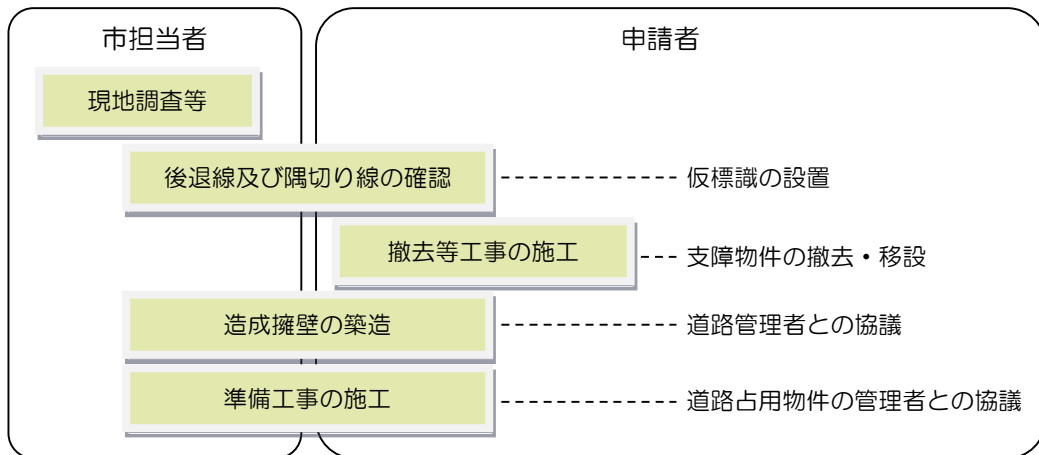 市担当者
申請者
現地調査等
後退線及び隅切り線の確認
仮標識の設置
撤去等工事の施工
支障物件の撤去・移設
造成擁壁の築造
道路管理者との協議
準備工事の施工
道路占用物件の管理者との協議